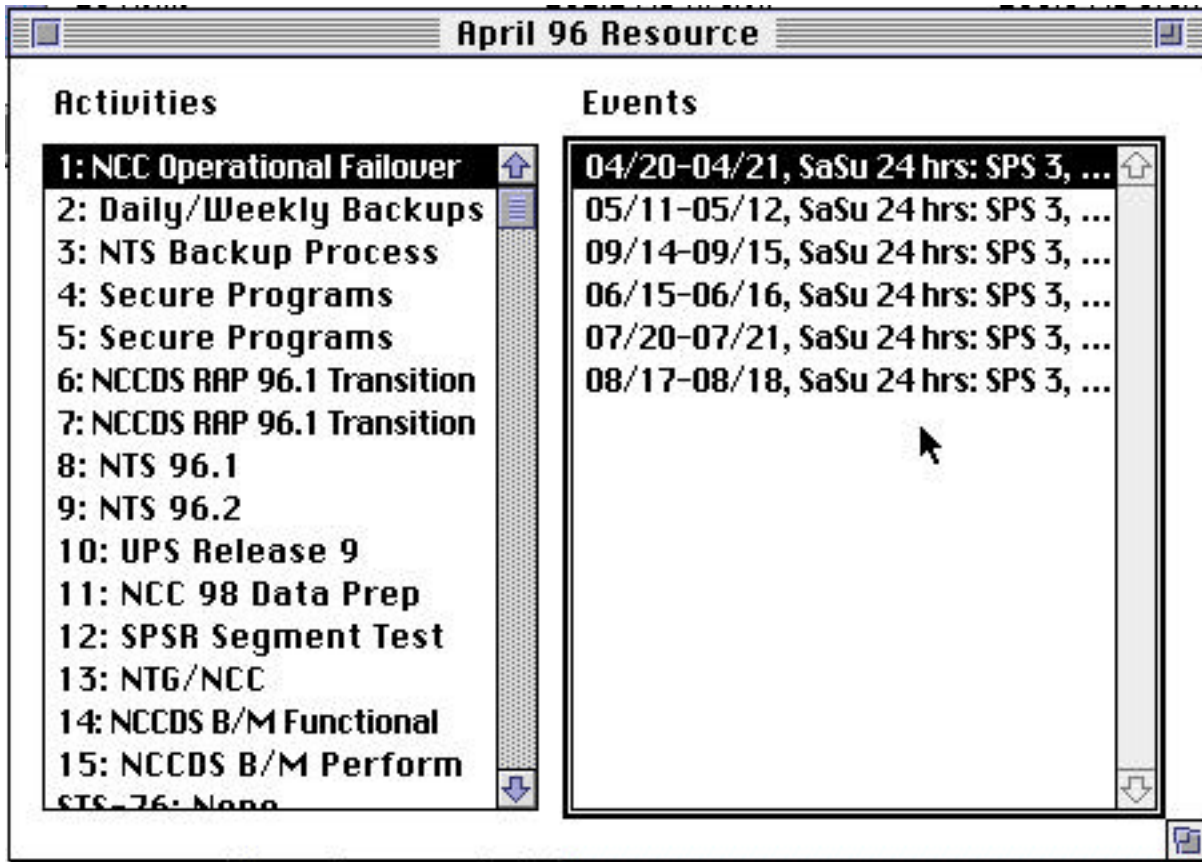 April 96 Resource
Activities
Events
1: NCC Operational Failover
2: Daily/Weekly Backups
3: NTS Backup Process
4: Secure Programs
5: Secure Programs
6: NCCDS RAP 96.1 Transition
7: NCCDS RAP 96.1 Transition
8: NTS 96.1
9: NTS 96.2
10: UPS Release 9
11: NCC 98 Data Prep
12: SPSR Segment Test
13: NTG/NCC
14: NCCDS B/M Functional
15: NCCDS B/M Perform
STS-76: None
04/20-04/21, SaSu 24 hrs: SPS 3, ...
05/11-05/12, SaSu 24 hrs: SPS 3, ...
09/14-09/15, SaSu 24 hrs: SPS 3, ...
06/15-06/16, SaSu 24 hrs: SPS 3, ...
07/20-07/21, SaSu 24 hrs: SPS 3, ...
08/17-08/18, SaSu 24 hrs: SPS 3, ...